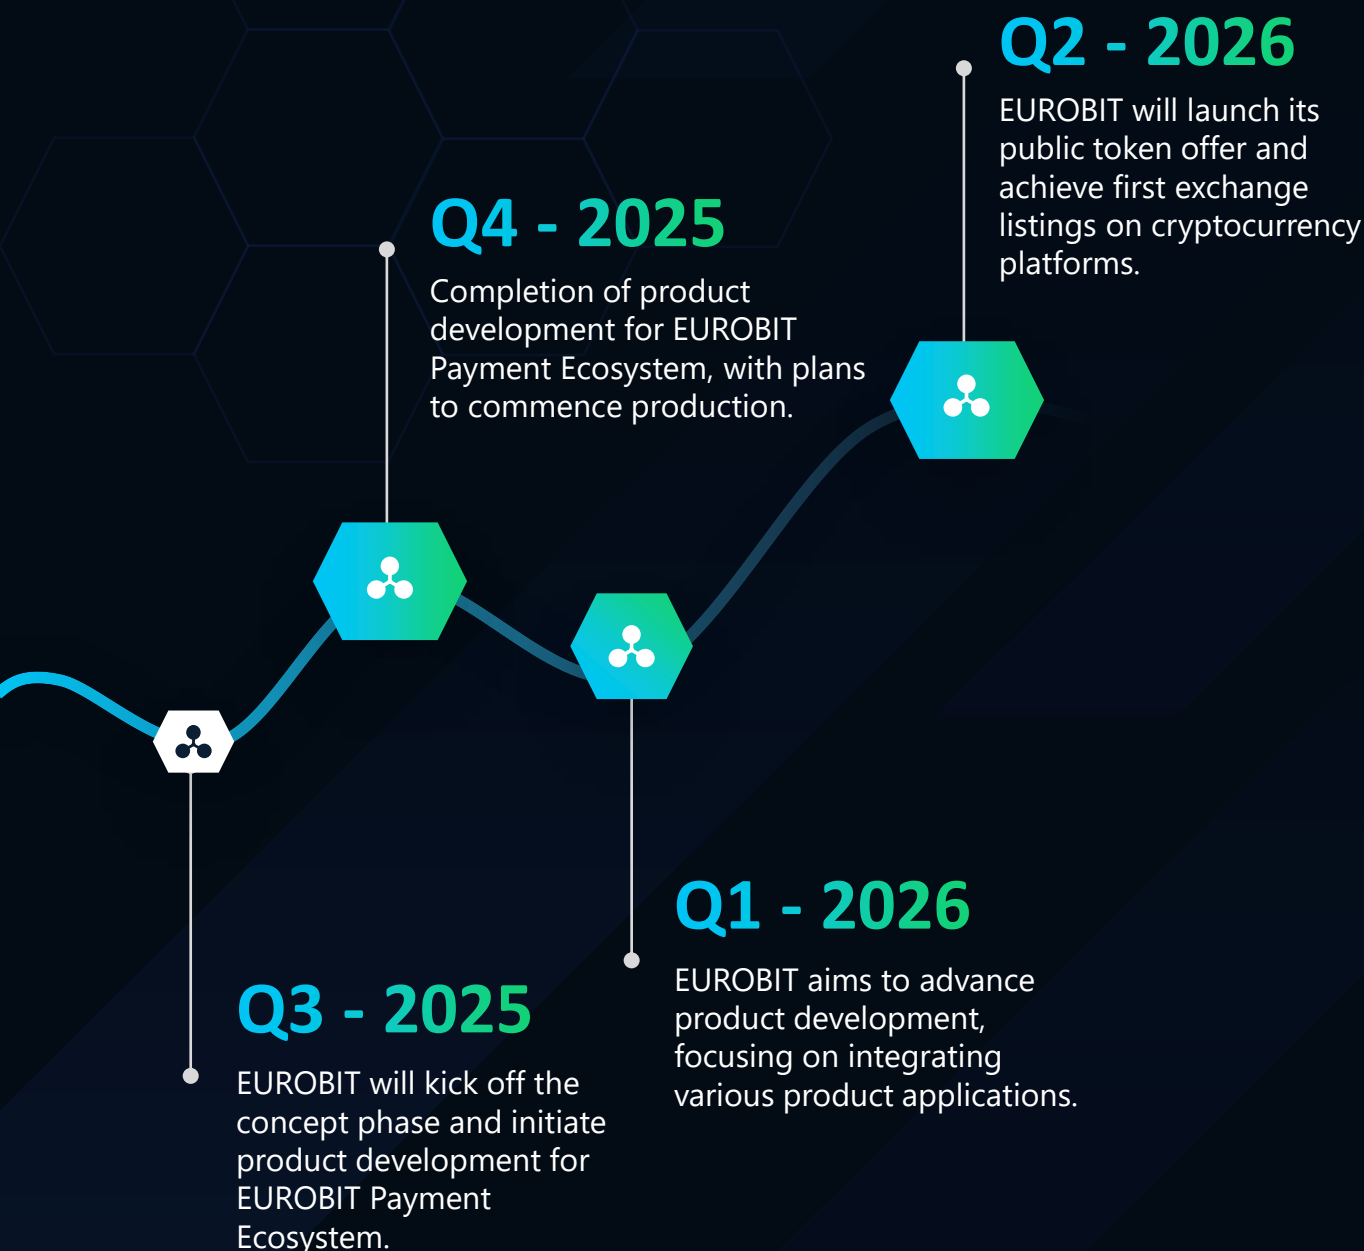 Q2 - 2026
EUROBIT will launch its
public token offer and
achieve first exchange
listings on cryptocurrency
platforms.
Q4 - 2025
Completion of product
development for EUROBIT
Payment Ecosystem, with plans
to commence production.
Q1 - 2026
EUROBIT aims to advance
product development,
focusing on integrating
various product applications.
Q3 - 2025
EUROBIT will kick off the
concept phase and initiate
product development for
EUROBIT Payment
Ecosystem.